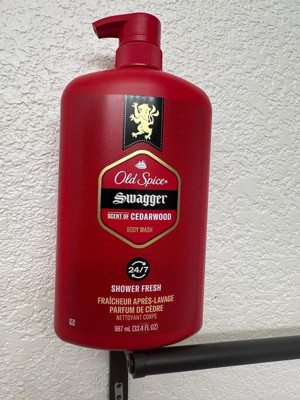 Old Spice
Swagger
SCENT OF CEDARWOOD
BODY WASH
24/7
SHOWER FRESH
FRAÎCHEUR APRÈS-LAVAGE
PARFUM DE CÈDRE
NETTOYANT CORPS
987 mL (33.4 FL OZ)